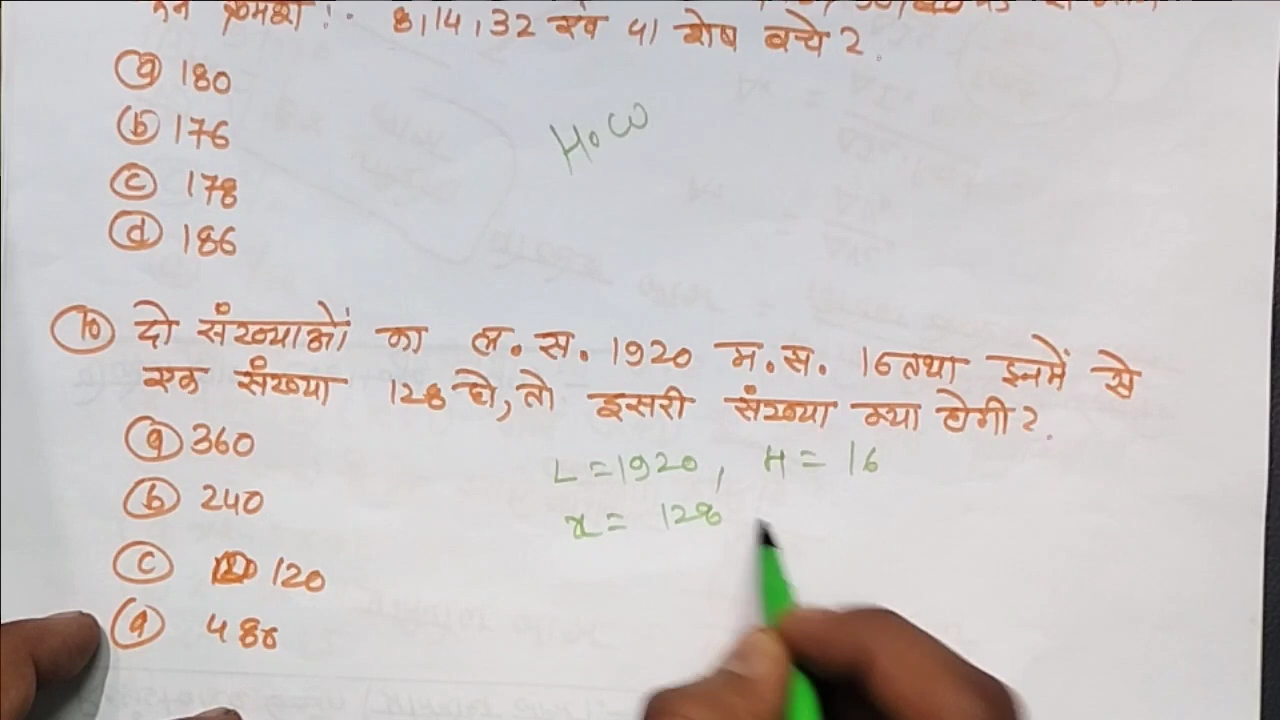 क्रमशः 8,14,32 एवं 41 शेष बचे?
(a) 180
(b) 176
H.W
(c) 178
(d) 186
(10) दो संख्याओं का ल.स. 1920 म.स. 16 तथा इनमें से
एक संख्या 128 हो, तो दूसरी संख्या क्या होगी?
(a) 360
L = 1920, H = 16
(b) 240
x = 128
(c) 120
(d) 480